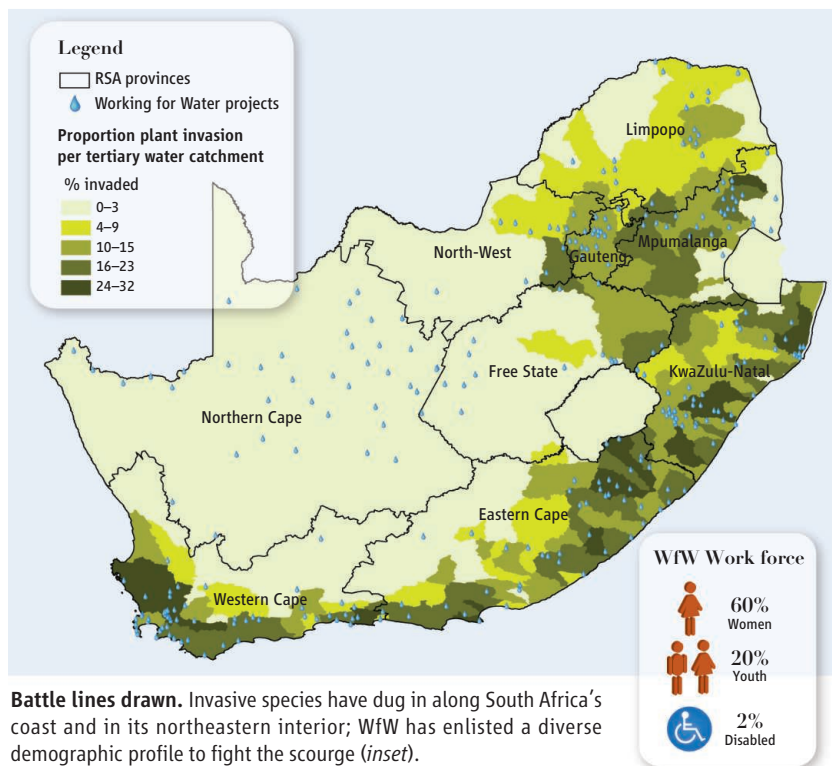 Legend
RSA provinces
Working for Water projects
Proportion plant invasion
per tertiary water catchment
% invaded
0–3
4–9
10–15
16–23
24–32
Limpopo
North-West
Gauteng
Mpumalanga
Free State
KwaZulu-Natal
Northern Cape
Eastern Cape
Western Cape
WfW Work force
60%
Women
20%
Youth
2%
Disabled
Battle lines drawn. Invasive species have dug in along South Africa’s
coast and in its northeastern interior; WfW has enlisted a diverse
demographic profile to fight the scourge (inset).